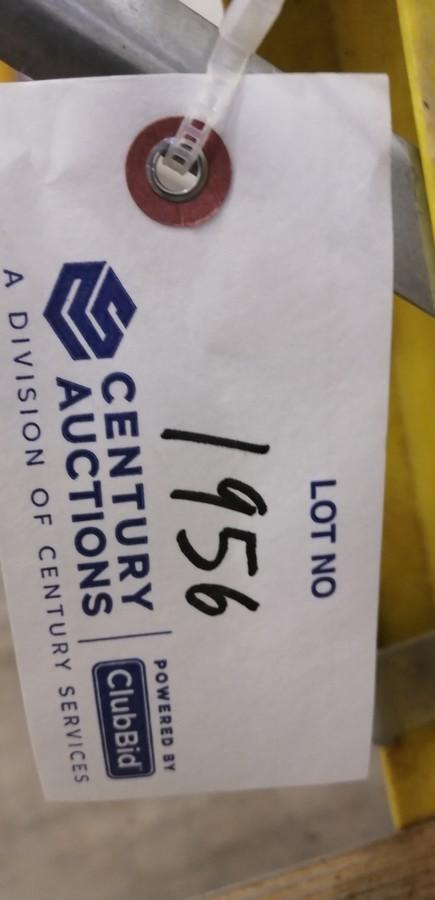 LOT NO
1956
CENTURY
AUCTIONS
POWERED BY
ClubBid
A DIVISION OF CENTURY SERVICES